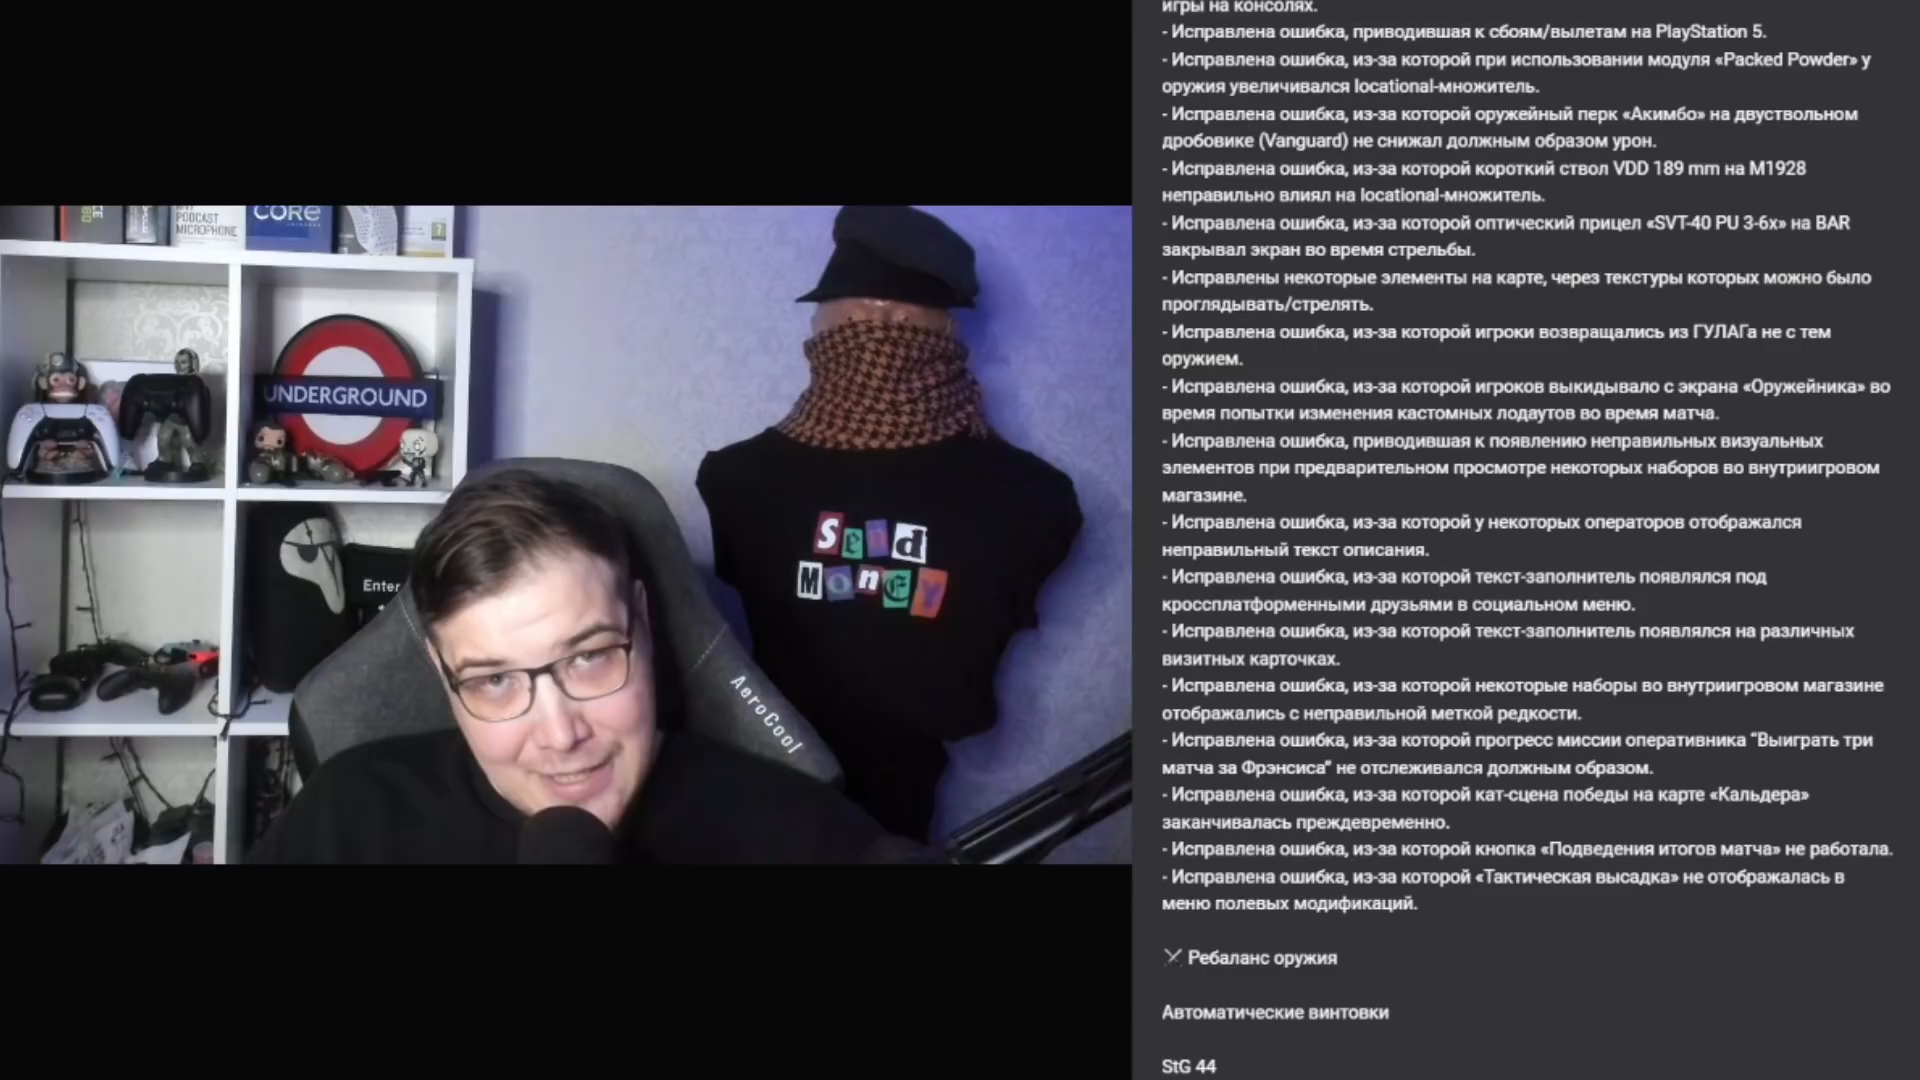 PODCAST
MICROPHONE
CORE
7
UNDERGROUND
Enter
Send
MonEY
AeroCool
игры на консолях.
- Исправлена ошибка, приводившая к сбоям/вылетам на PlayStation 5.
- Исправлена ошибка, из-за которой при использовании модуля «Packed Powder» у
оружия увеличивался locational-множитель.
- Исправлена ошибка, из-за которой оружейный перк «Акимбо» на двуствольном
дробовике (Vanguard) не снижал должным образом урон.
- Исправлена ошибка, из-за которой короткий ствол VDD 189 mm на M1928
неправильно влиял на locational-множитель.
- Исправлена ошибка, из-за которой оптический прицел «SVT-40 PU 3-6x» на BAR
закрывал экран во время стрельбы.
- Исправлены некоторые элементы на карте, через текстуры которых можно было
проглядывать/стрелять.
- Исправлена ошибка, из-за которой игроки возвращались из ГУЛАГа не с тем
оружием.
- Исправлена ошибка, из-за которой игроков выкидывало с экрана «Оружейника» во
время попытки изменения кастомных лодаутов во время матча.
- Исправлена ошибка, приводившая к появлению неправильных визуальных
элементов при предварительном просмотре некоторых наборов во внутриигровом
магазине.
- Исправлена ошибка, из-за которой у некоторых операторов отображался
неправильный текст описания.
- Исправлена ошибка, из-за которой текст-заполнитель появлялся под
кроссплатформенными друзьями в социальном меню.
- Исправлена ошибка, из-за которой текст-заполнитель появлялся на различных
визитных карточках.
- Исправлена ошибка, из-за которой некоторые наборы во внутриигровом магазине
отображались с неправильной меткой редкости.
- Исправлена ошибка, из-за которой прогресс миссии оперативника “Выиграть три
матча за Фрэнсиса” не отслеживался должным образом.
- Исправлена ошибка, из-за которой кат-сцена победы на карте «Кальдера»
заканчивалась преждевременно.
- Исправлена ошибка, из-за которой кнопка «Подведения итогов матча» не работала.
- Исправлена ошибка, из-за которой «Тактическая высадка» не отображалась в
меню полевых модификаций.
Ребаланс оружия
Автоматические винтовки
StG 44